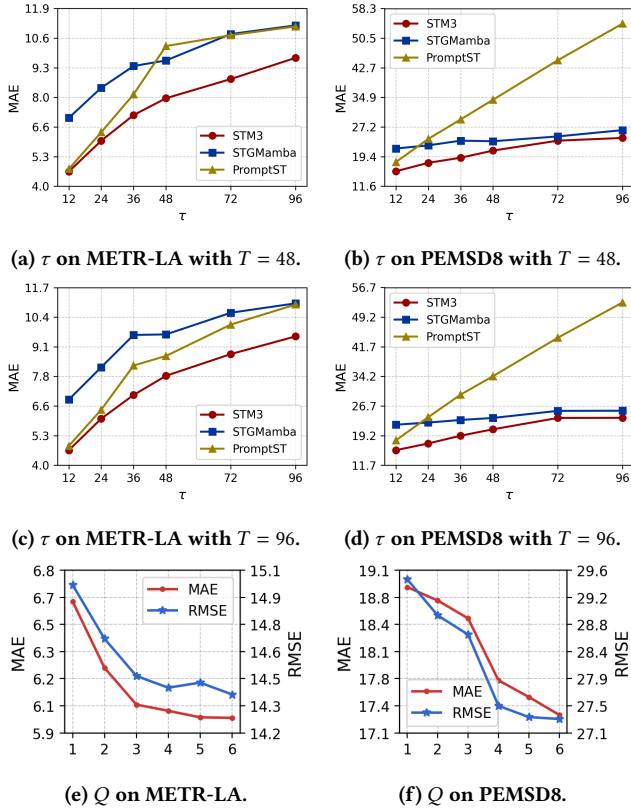 11.9
10.6
9.3
8.0
6.6
5.3
4.0
MAE
STM3
STGMamba
PromptST
12 24 36 48 72 96
τ
58.3
50.5
42.7
34.9
27.2
19.4
11.6
MAE
STM3
STGMamba
PromptST
12 24 36 48 72 96
τ
(a) τ on METR-LA with T = 48.
(b) τ on PEMSD8 with T = 48.
11.7
10.4
9.1
7.8
6.6
5.3
4.0
MAE
STM3
STGMamba
PromptST
12 24 36 48 72 96
τ
56.7
49.2
41.7
34.2
26.7
19.2
11.7
MAE
STM3
STGMamba
PromptST
12 24 36 48 72 96
τ
(c) τ on METR-LA with T = 96.
(d) τ on PEMSD8 with T = 96.
6.8
6.7
6.5
6.3
6.2
6.1
5.9
MAE
MAE
RMSE
15.1
14.9
14.8
14.6
14.5
14.3
14.2
RMSE
1 2 3 4 5 6
19.1
18.8
18.4
18.1
17.8
17.4
17.1
MAE
MAE
RMSE
29.6
29.2
28.8
28.4
27.9
27.5
27.1
RMSE
1 2 3 4 5 6
(e) Q on METR-LA.
(f) Q on PEMSD8.